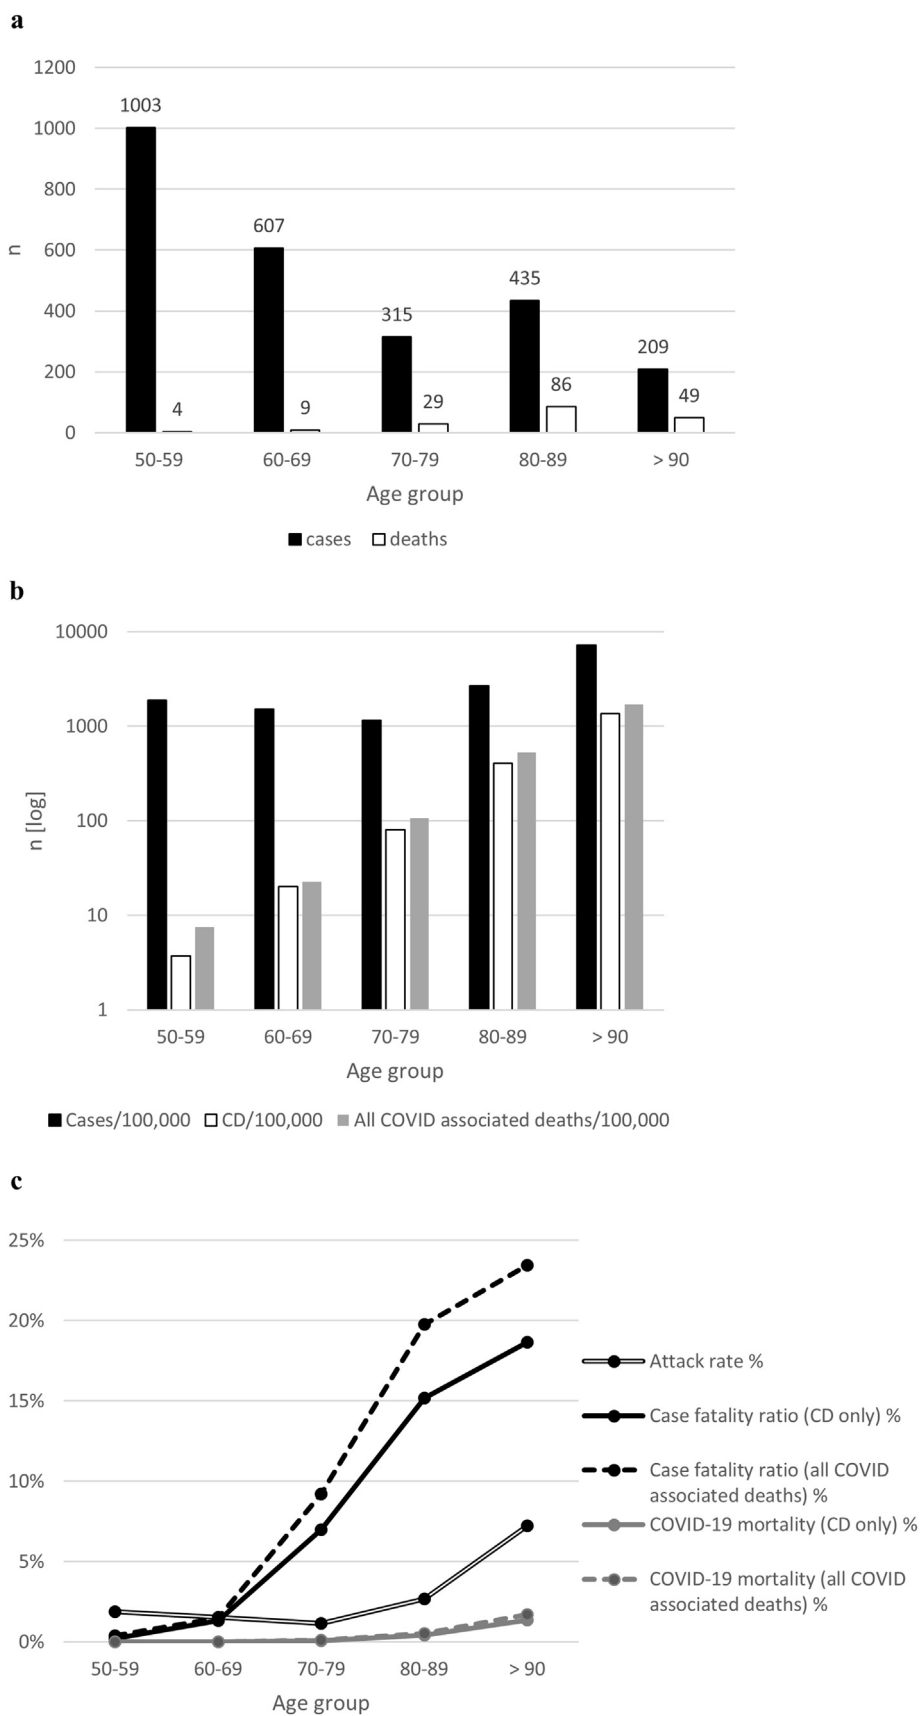 a
1200
1000
800
600
400
200
0
n
1003
4
607
9
315
29
435
86
209
49
50-59 60-69 70-79 80-89 > 90
Age group
cases deaths
b
10000
1000
100
10
1
n [log]
50-59 60-69 70-79 80-89 > 90
Age group
Cases/100,000 CD/100,000 All COVID associated deaths/100,000
c
25%
20%
15%
10%
5%
0%
50-59 60-69 70-79 80-89 > 90
Age group
Attack rate %
Case fatality ratio (CD only) %
Case fatality ratio (all COVID
associated deaths) %
COVID-19 mortality (CD only) %
COVID-19 mortality (all COVID
associated deaths) %